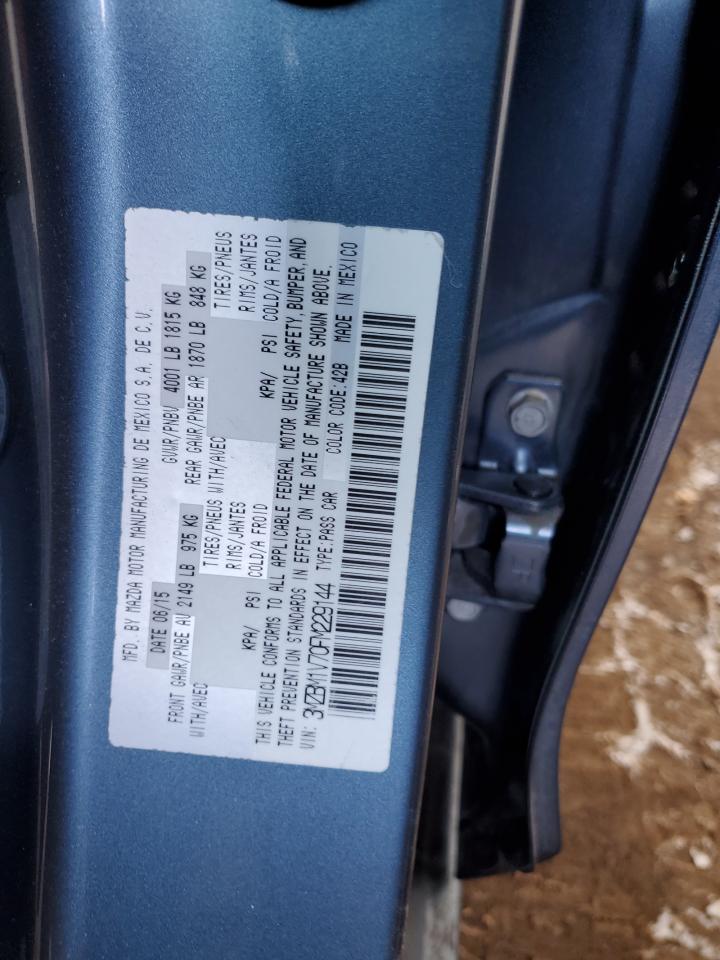 MFD. BY MAZDA MOTOR MANUFACTURING DE MEXICO S.A. DE C.V.
DATE 06/15 GVWR/PNBV 4001 LB 1815 KG
FRONT GAWR/PNBE AU 2149 LB 975 KG REAR GAWR/PNBE AR 1870 LB 848 KG
WITH/AVEC TIRES/PNEUS WITH/AVEC TIRES/PNEUS
RIMS/JANTES RIMS/JANTES
KPA/ PSI COLD/A FROID KPA/ PSI COLD/A FROID
THIS VEHICLE CONFORMS TO ALL APPLICABLE FEDERAL MOTOR VEHICLE SAFETY, BUMPER, AND
THEFT PREVENTION STANDARDS IN EFFECT ON THE DATE OF MANUFACTURE SHOWN ABOVE.
VIN: 3MZBM1V70FM229144 TYPE:PASS CAR COLOR CODE:42B MADE IN MEXICO